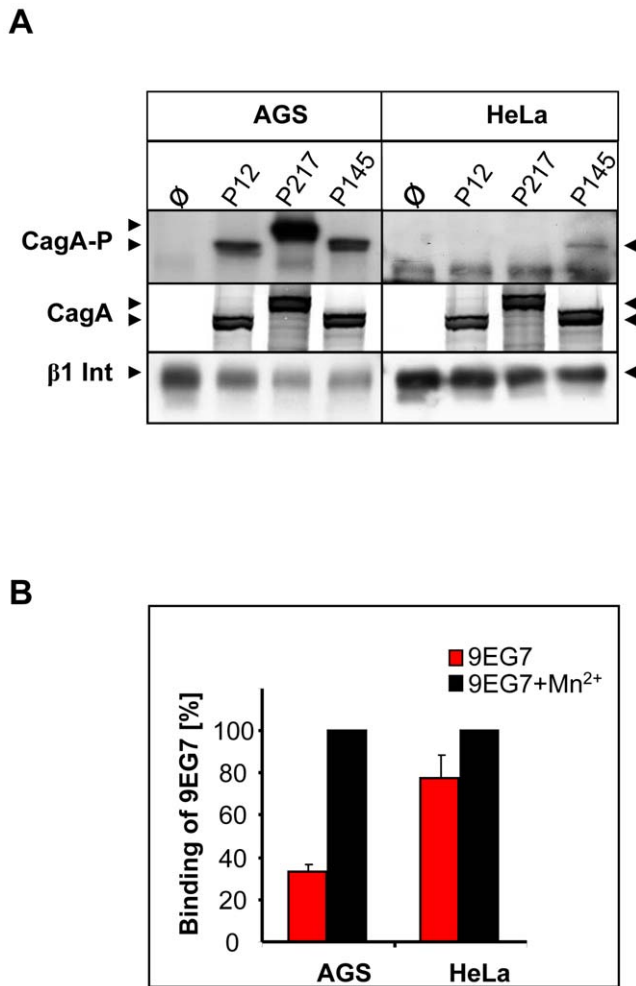 A
AGS HeLa
Ø P12 P217 P145 Ø P12 P217 P145
CagA-P
CagA
β1 Int
B
9EG7
9EG7+Mn²⁺
Binding of 9EG7 [%]
100
80
60
40
20
0
AGS HeLa